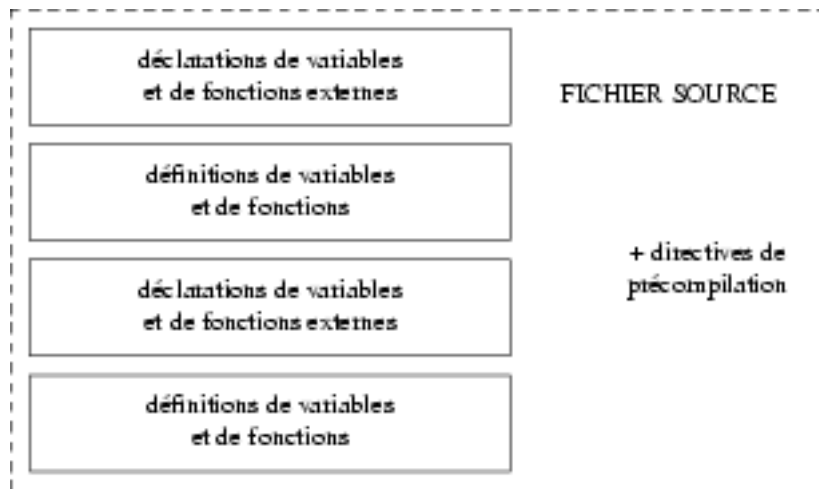 déclarations de variables
et de fonctions externes
FICHIER SOURCE
définitions de variables
et de fonctions
+ directives de
précompilation
déclarations de variables
et de fonctions externes
définitions de variables
et de fonctions